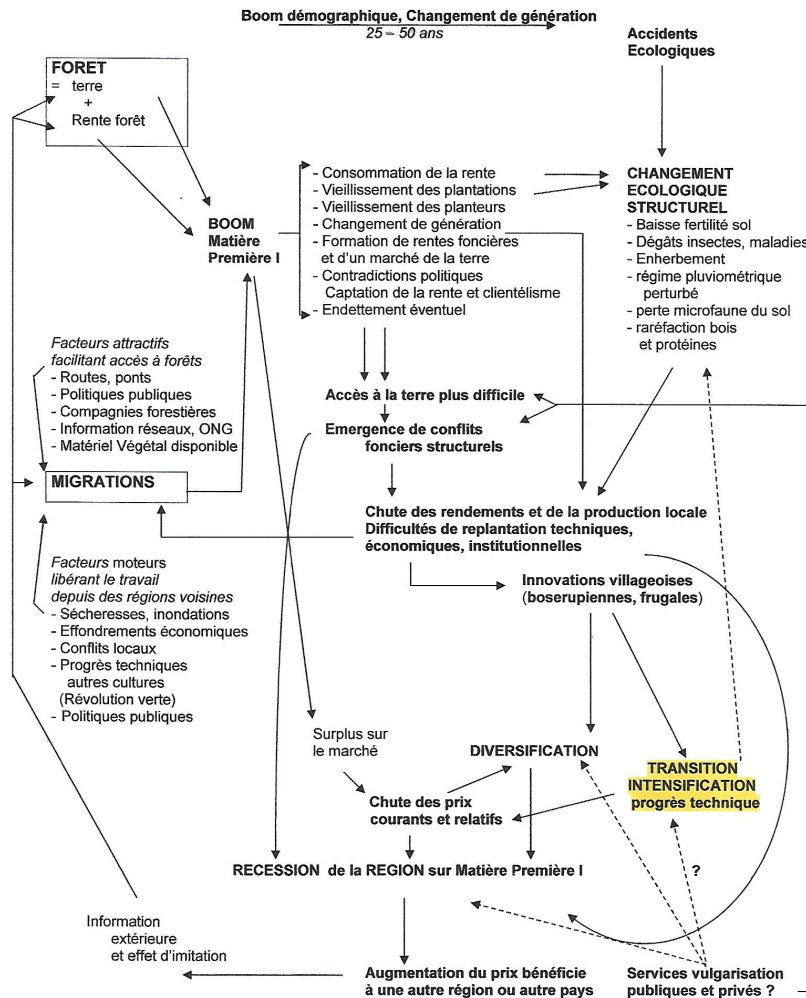 Boom démographique, Changement de génération
25 – 50 ans
Accidents
Ecologiques
FORET
= terre
+
Rente forêt
BOOM
Matière
Première I
- Consommation de la rente
- Vieillissement des plantations
- Vieillissement des planteurs
- Changement de génération
- Formation de rentes foncières
et d'un marché de la terre
- Contradictions politiques
Captation de la rente et clientélisme
- Endettement éventuel
CHANGEMENT
ECOLOGIQUE
STRUCTUREL
- Baisse fertilité sol
- Dégâts insectes, maladies
- Enherbement
- régime pluviométrique
perturbé
- perte microfaune du sol
- raréfaction bois
et protéines
Facteurs attractifs
facilitant accès à forêts
- Routes, ponts
- Politiques publiques
- Compagnies forestières
- Information réseaux, ONG
- Matériel Végétal disponible
MIGRATIONS
Accès à la terre plus difficile
Emergence de conflits
fonciers structurels
Chute des rendements et de la production locale
Difficultés de replantation techniques,
économiques, institutionnelles
Facteurs moteurs
libérant le travail
depuis des régions voisines
- Sécheresses, inondations
- Effondrements économiques
- Conflits locaux
- Progrès techniques
autres cultures
(Révolution verte)
- Politiques publiques
Innovations villageoises
(boserupiennes, frugales)
Surplus sur
le marché
DIVERSIFICATION
TRANSITION
INTENSIFICATION
progrès technique
Chute des prix
courants et relatifs
RECESSION de la REGION sur Matière Première I
?
Information
extérieure
et effet d'imitation
Augmentation du prix bénéficie
à une autre région ou autre pays
Services vulgarisation
publiques et privés ?